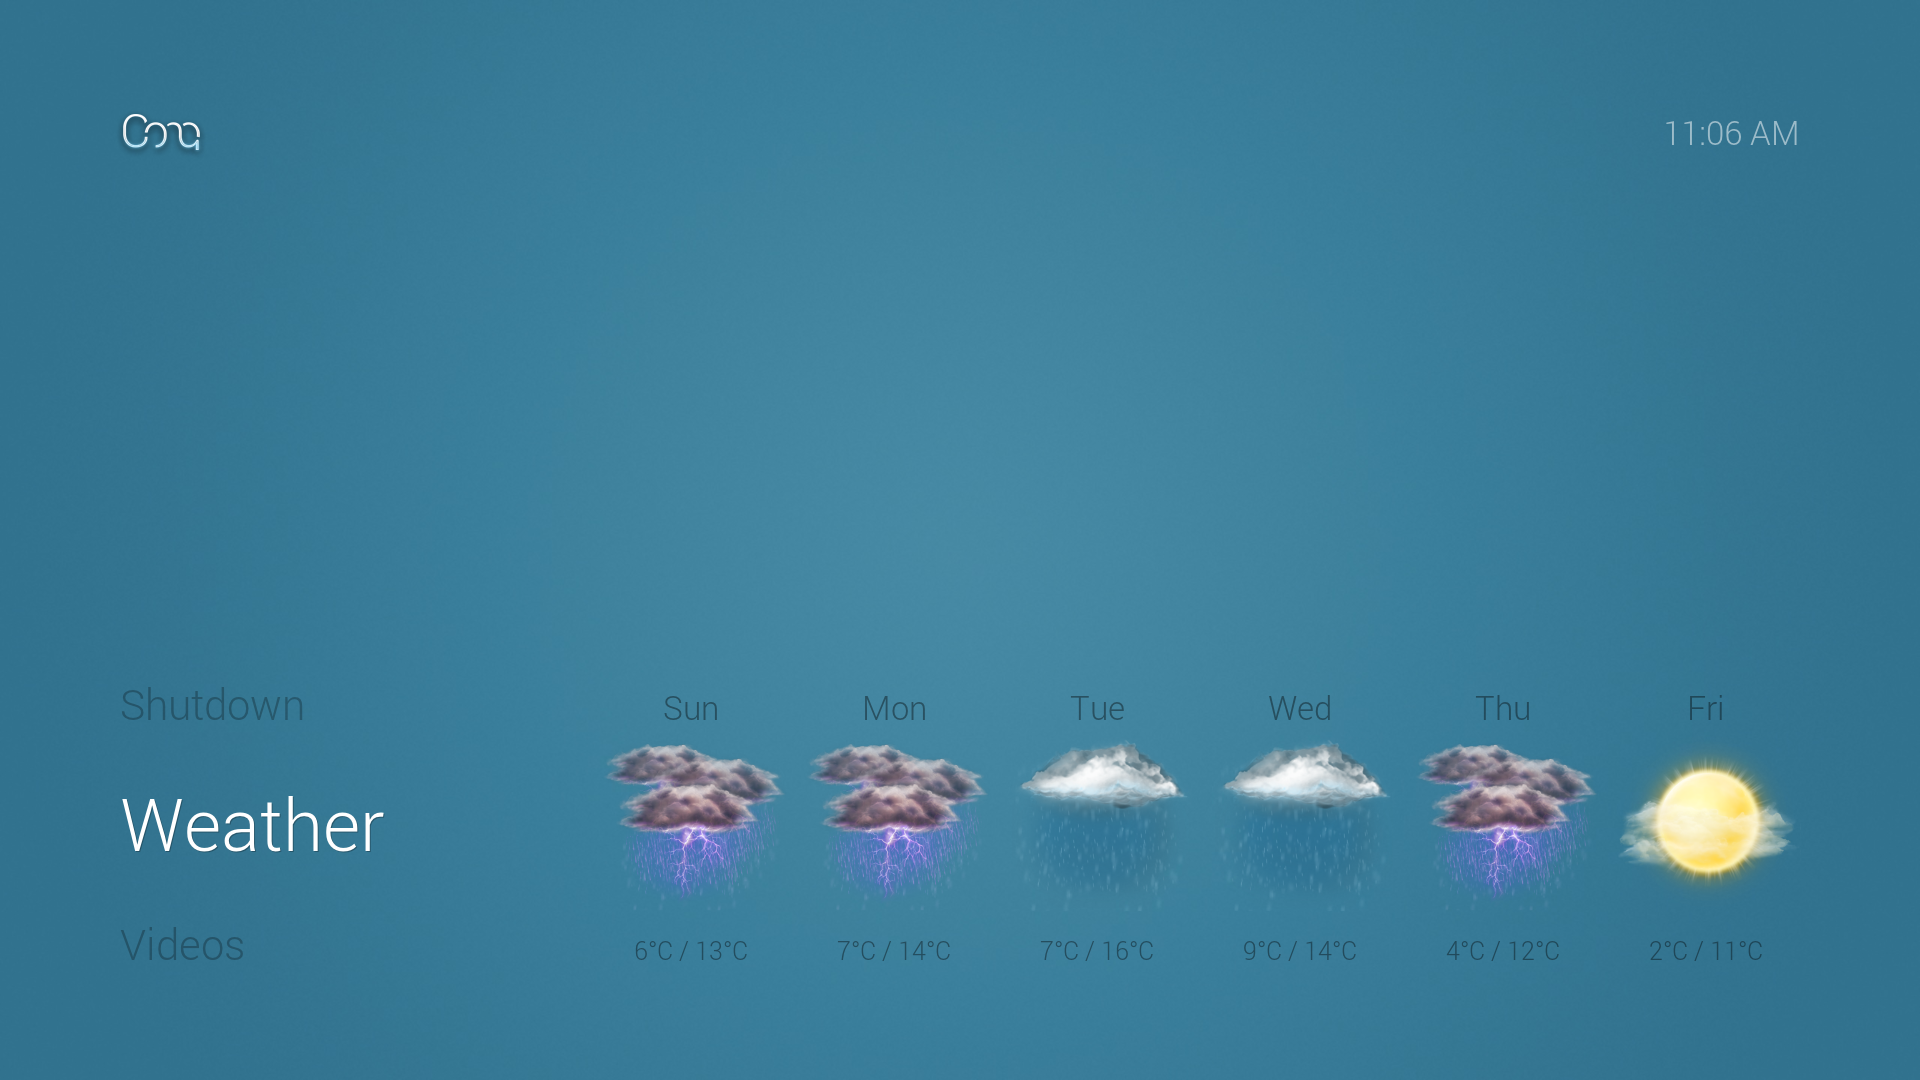 11:06 AM
Shutdown
Weather
Videos
Sun Mon Tue Wed Thu Fri
6°C / 13°C 7°C / 14°C 7°C / 16°C 9°C / 14°C 4°C / 12°C 2°C / 11°C